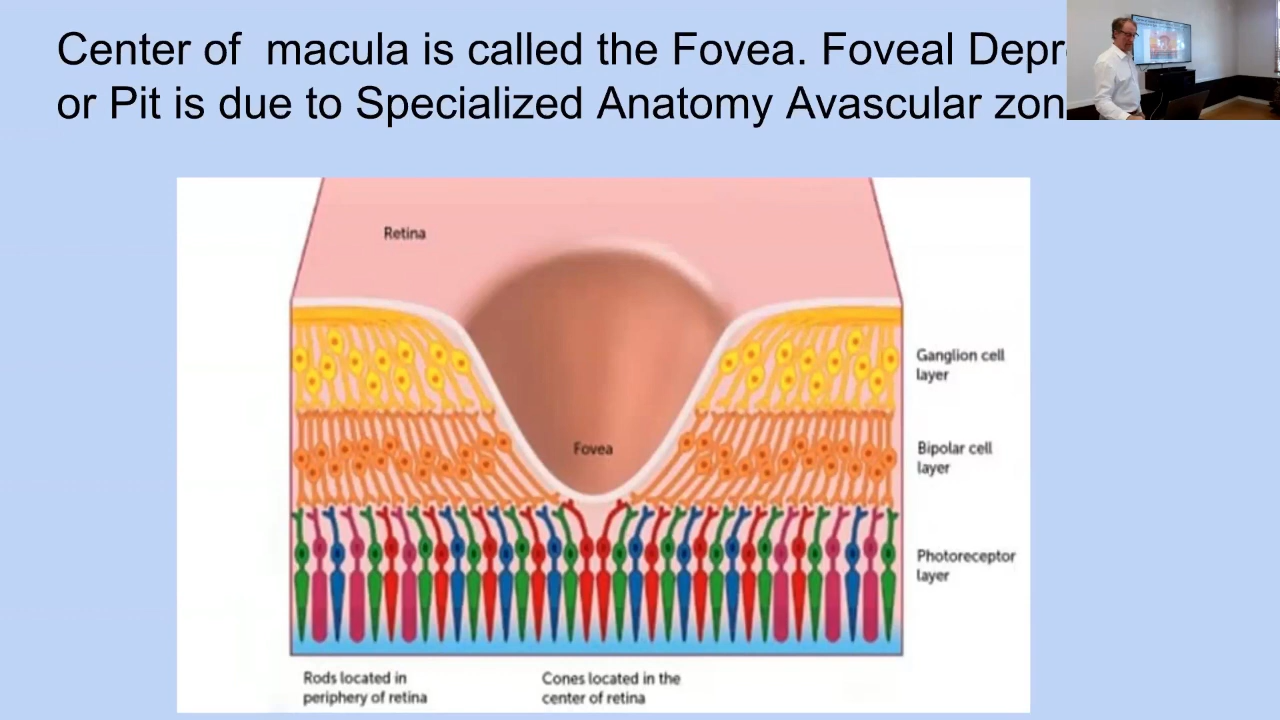 Center of  macula is called the Fovea. Foveal
or Pit is due to Specialized Anatomy Avascular
Retina
Ganglion cell
layer
Fovea
Bipolar cell
layer
Photoreceptor
layer
Rods located in
periphery of retina
Cones located in the
center of retina